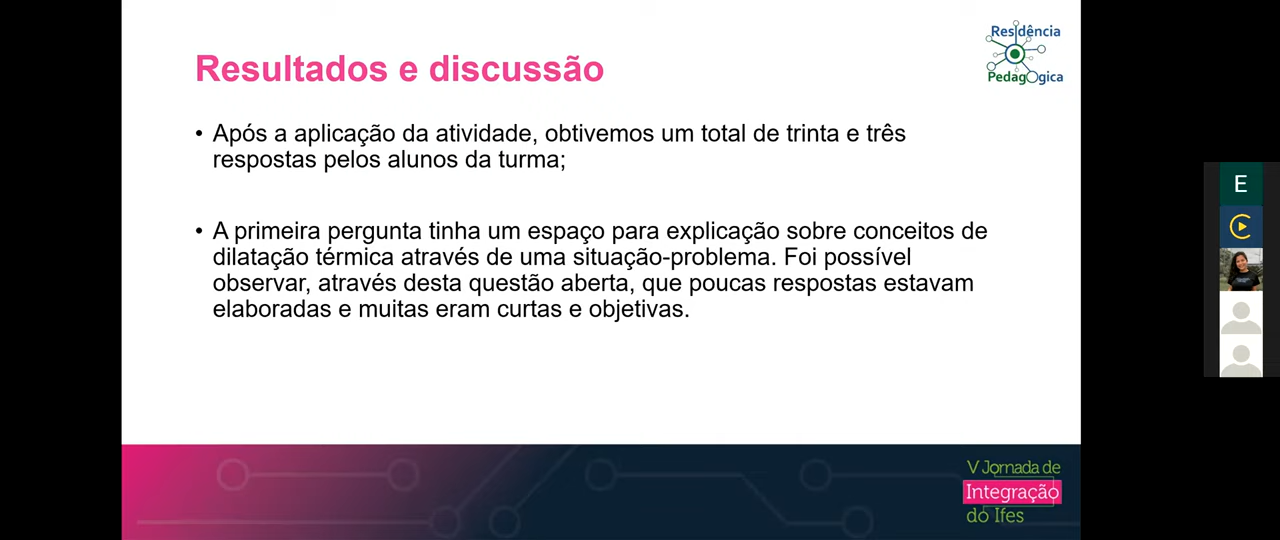 Residência
Pedagógica
Resultados e discussão
• Após a aplicação da atividade, obtivemos um total de trinta e três
respostas pelos alunos da turma;
• A primeira pergunta tinha um espaço para explicação sobre conceitos de
dilatação térmica através de uma situação-problema. Foi possível
observar, através desta questão aberta, que poucas respostas estavam
elaboradas e muitas eram curtas e objetivas.
E
V Jornada de
Integração
do Ifes